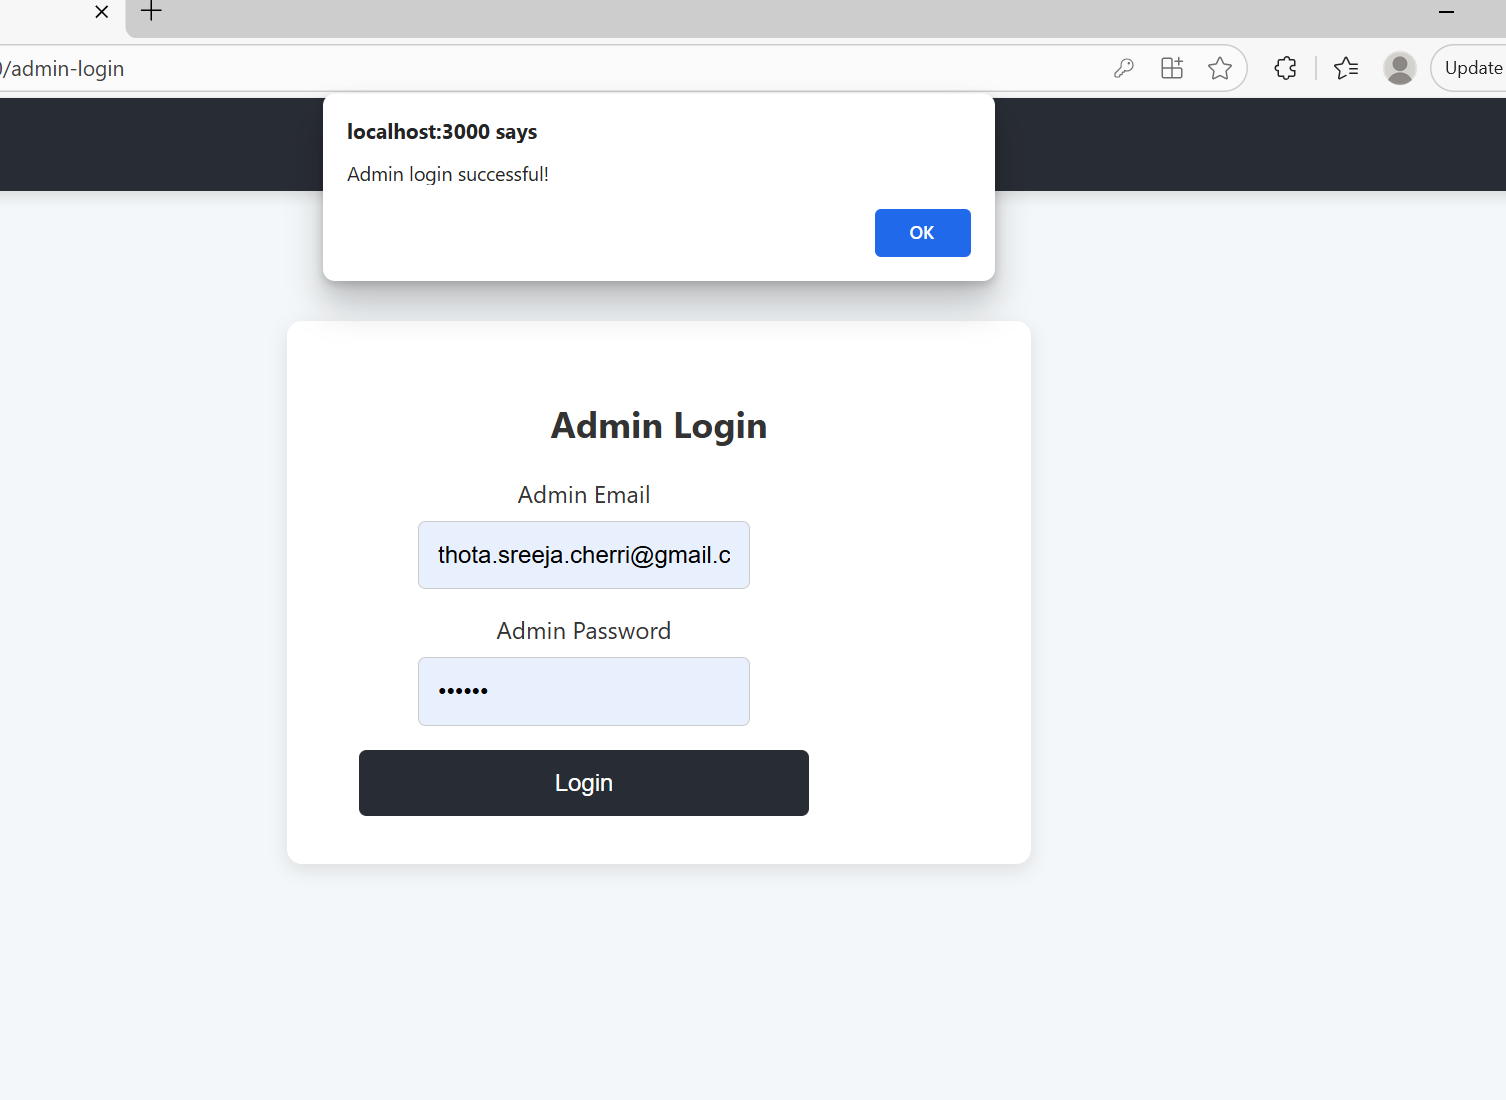 /admin-login
Update
localhost:3000 says
Admin login successful!
OK
Admin Login
Admin Email
thota.sreeja.cherri@gmail.c
Admin Password
••••••
Login